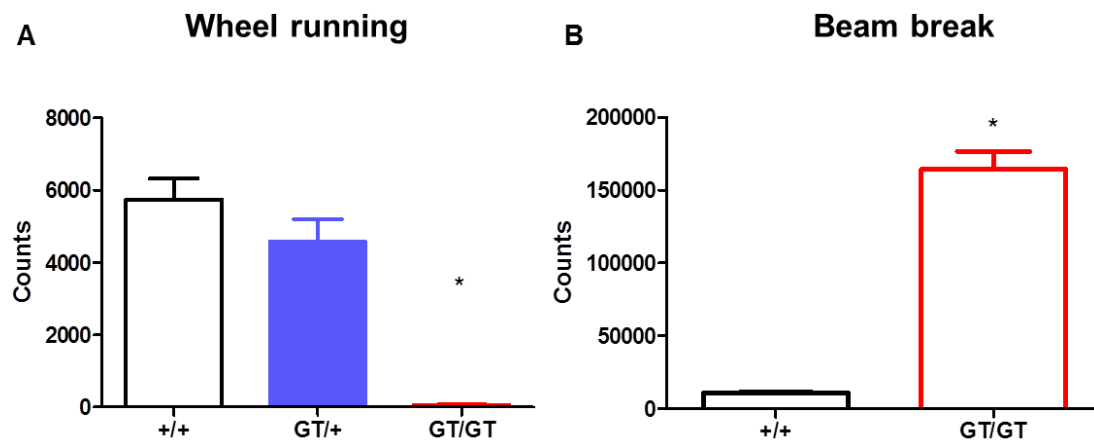 A Wheel running
Counts
8000
6000
4000
2000
0
*
+/+ GT/+ GT/GT
B Beam break
Counts
200000
150000
100000
50000
0
*
+/+ GT/GT